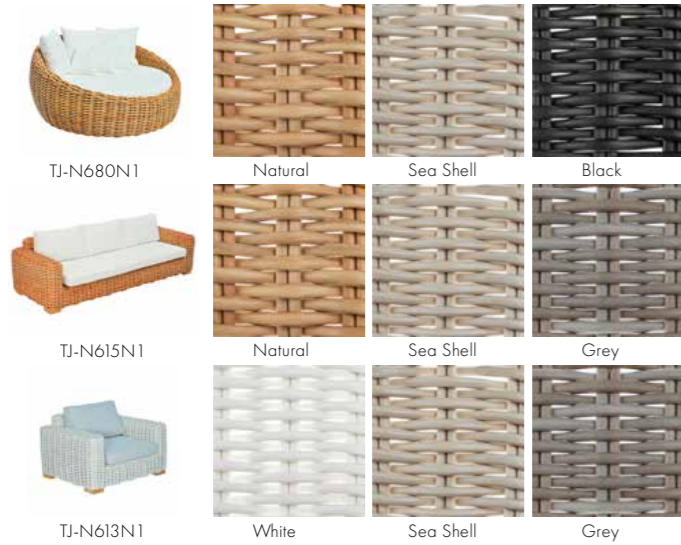 TJ-N680N1 Natural Sea Shell Black
TJ-N615N1 Natural Sea Shell Grey
TJ-N613N1 White Sea Shell Grey